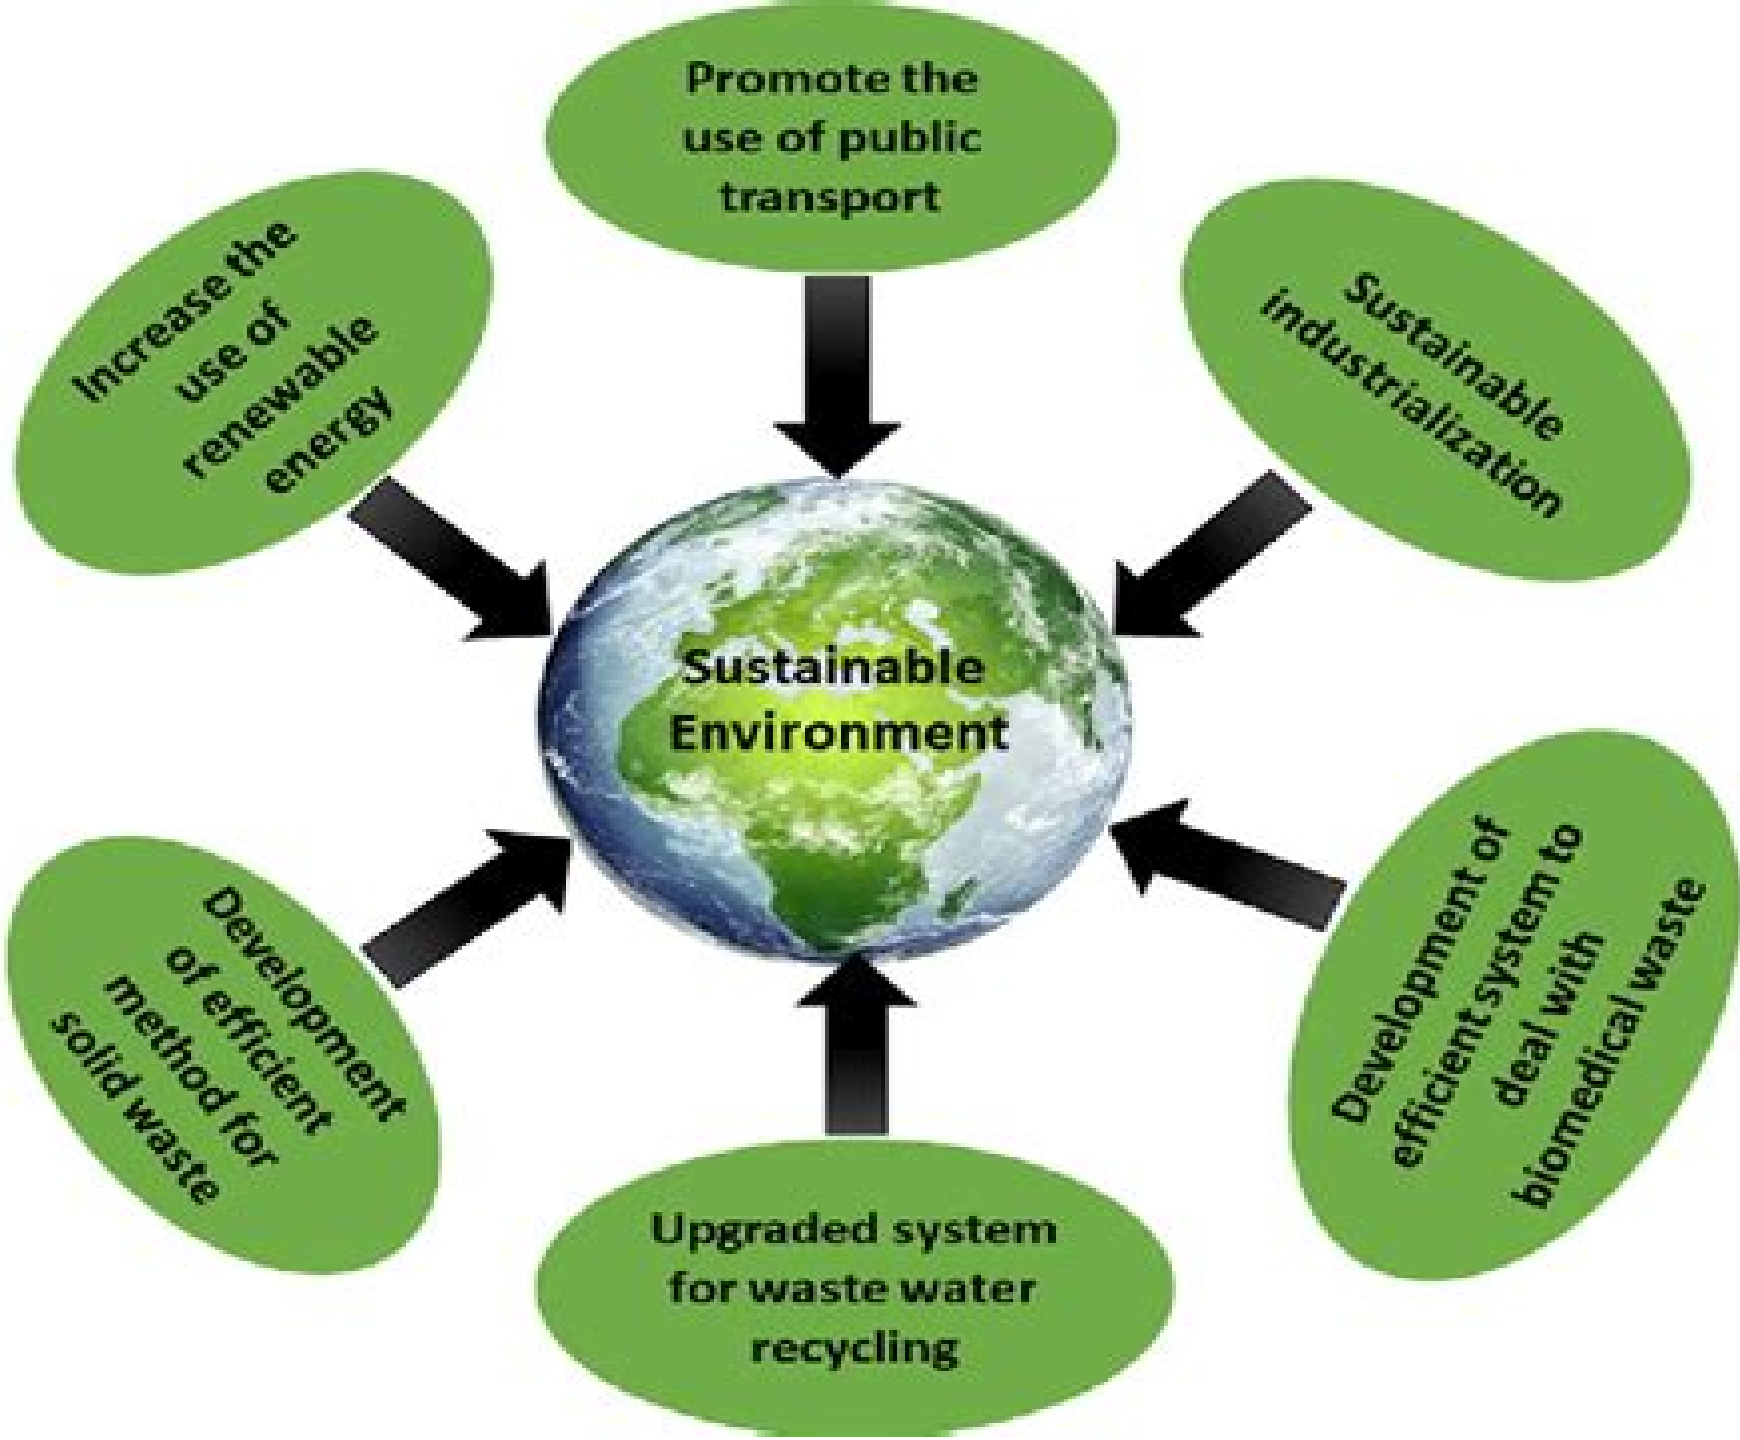 Promote the
use of public
transport
Increase the
use of
renewable
energy
Sustainable
industrialization
Sustainable
Environment
Development
of efficient
method for
solid waste
Development of
efficient system to
deal with
biomedical waste
Upgraded system
for waste water
recycling